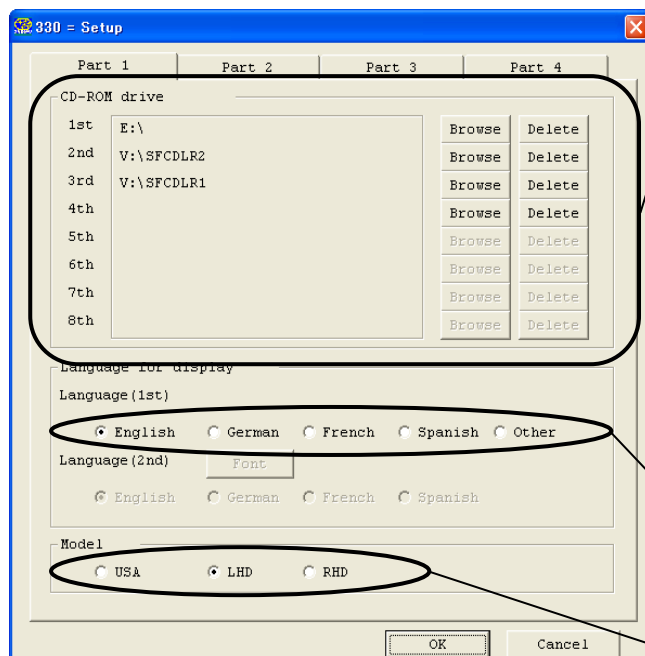 330 = Setup
Part 1 Part 2 Part 3 Part 4
CD-ROM drive
1st E:\ Browse Delete
2nd V:\SFCDLR2 Browse Delete
3rd V:\SFCDLR1 Browse Delete
4th Browse Delete
5th Browse Delete
6th Browse Delete
7th Browse Delete
8th Browse Delete
Language for display
Language(1st)
English German French Spanish Other
Language(2nd) Font
English German French Spanish
Model
USA LHD RHD
OK Cancel